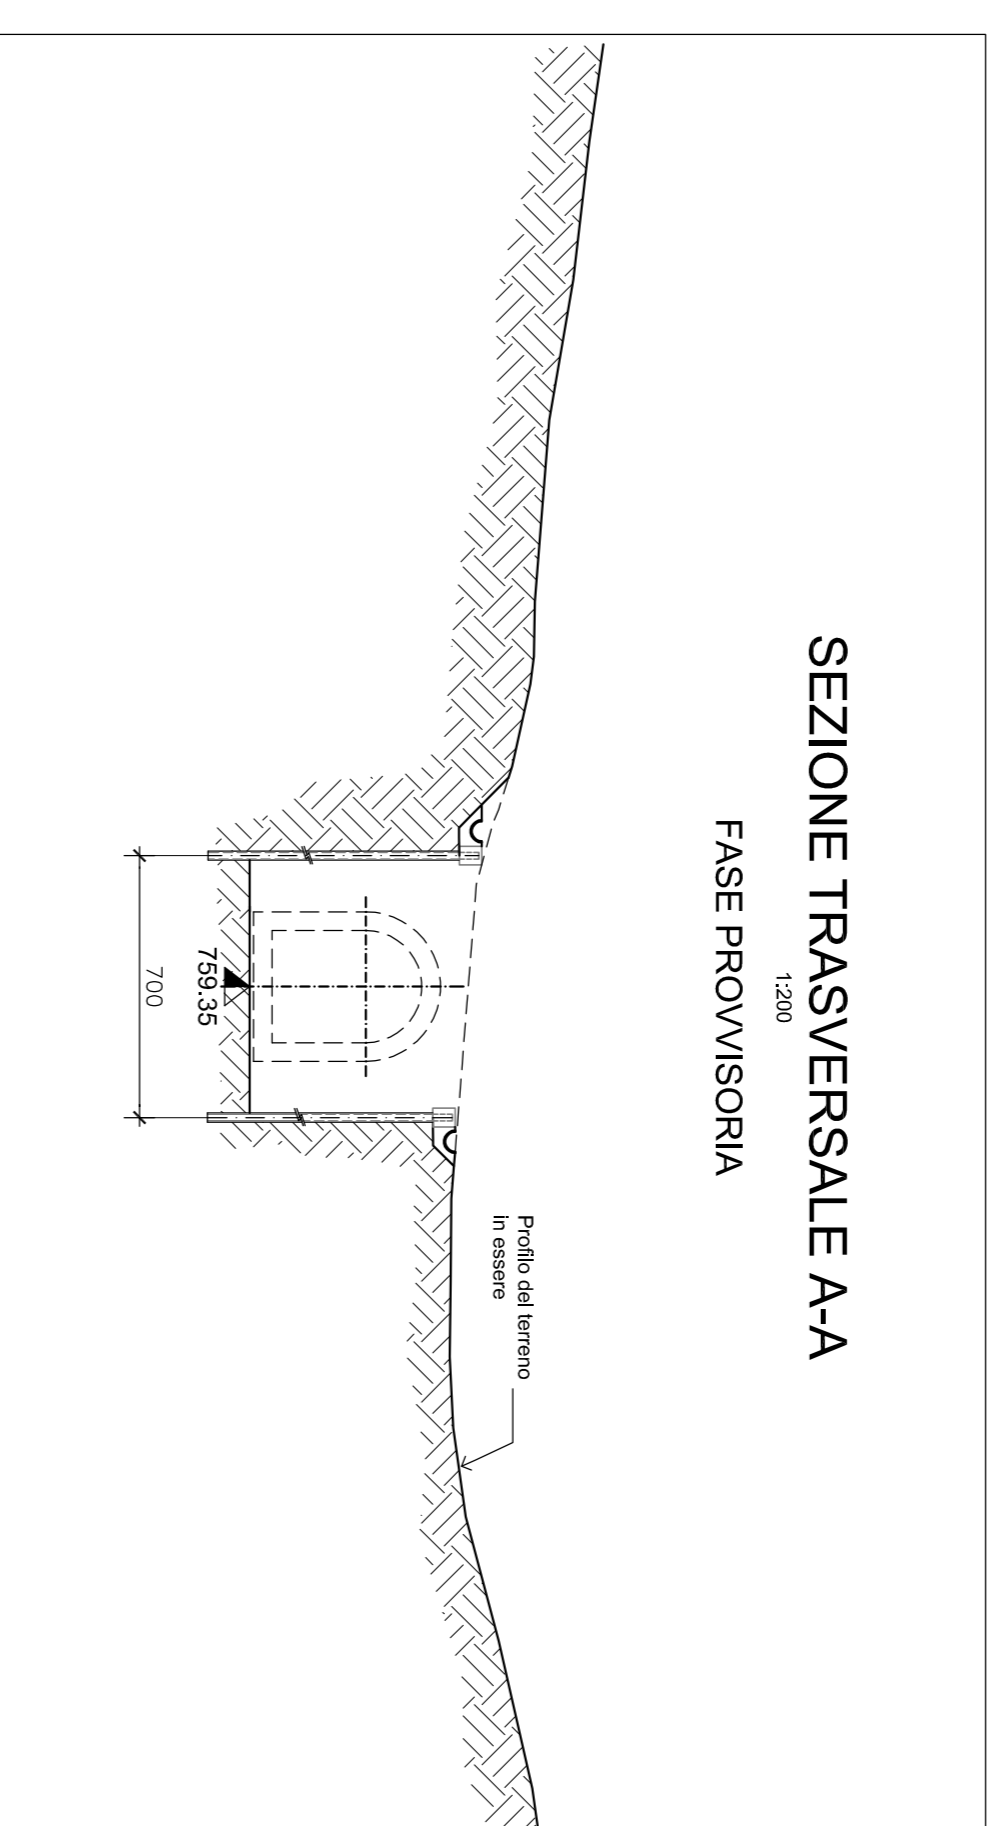 SEZIONE TRASVERSALE A-A
1:200
FASE PROVVISORIA
Profilo del terreno
in essere
759.35
700